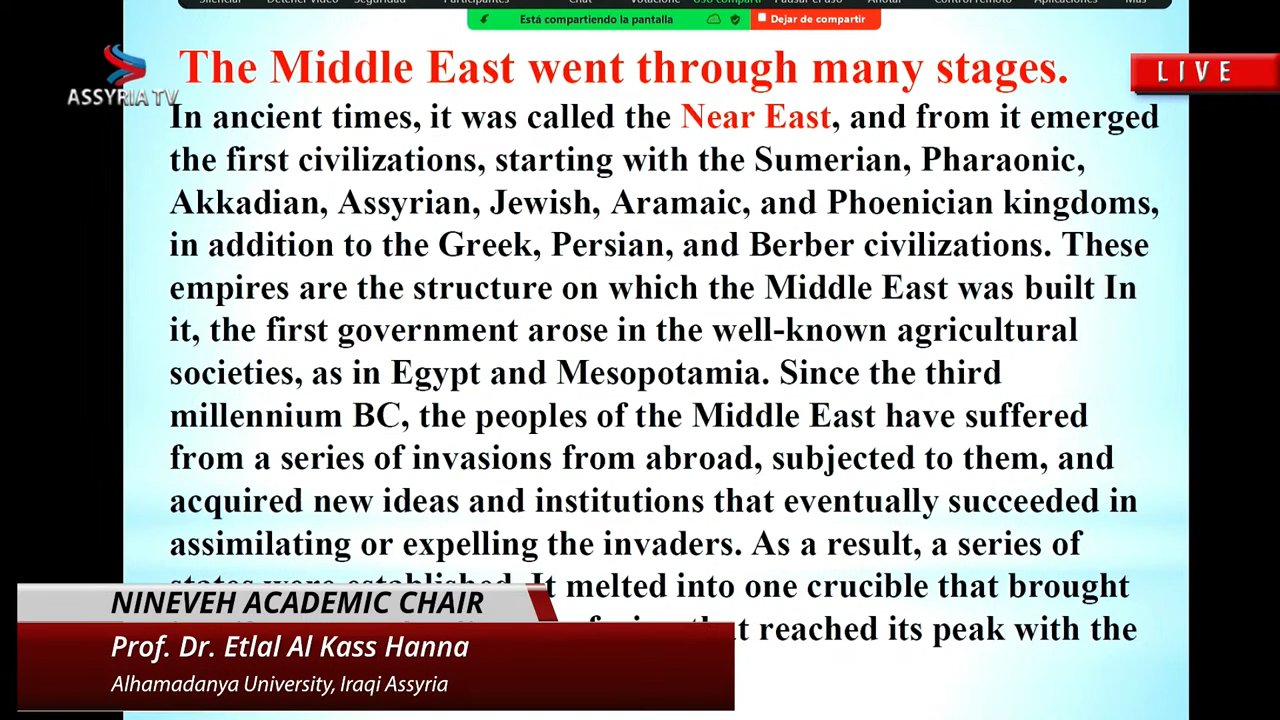 Está compartiendo la pantalla
Dejar de compartir
The Middle East went through many stages.
LIVE
ASSYRIA TV
In ancient times, it was called the Near East, and from it emerged
the first civilizations, starting with the Sumerian, Pharaonic,
Akkadian, Assyrian, Jewish, Aramaic, and Phoenician kingdoms,
in addition to the Greek, Persian, and Berber civilizations. These
empires are the structure on which the Middle East was built In
it, the first government arose in the well-known agricultural
societies, as in Egypt and Mesopotamia. Since the third
millennium BC, the peoples of the Middle East have suffered
from a series of invasions from abroad, subjected to them, and
acquired new ideas and institutions that eventually succeeded in
assimilating or expelling the invaders. As a result, a series of
states were established. It melted into one crucible that brought
that reached its peak with the
NINEVEH ACADEMIC CHAIR
Prof. Dr. Etlal Al Kass Hanna
Alhamadanya University, Iraqi Assyria